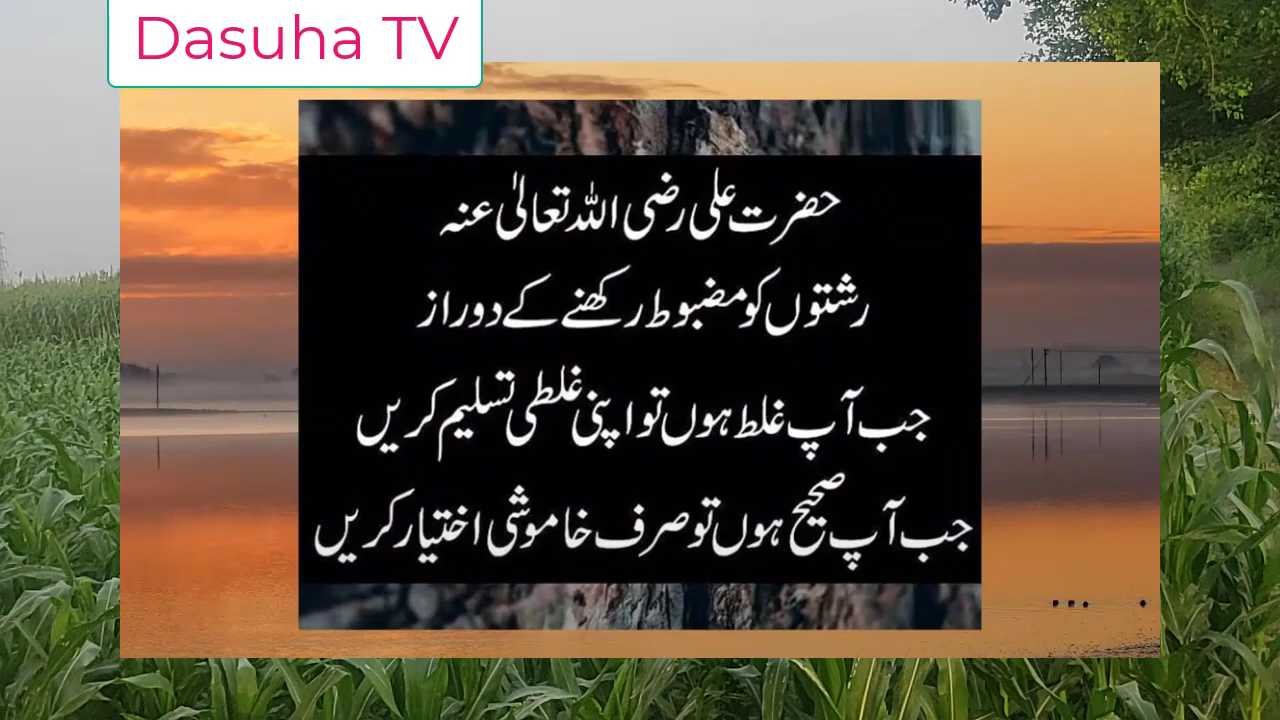 Dasuha TV
حضرت علی رضی اللہ تعالیٰ عنہ
رشتوں کو مضبوط رکھنے کے دو راز
جب آپ غلط ہوں تو اپنی غلطی تسلیم کریں
جب آپ صحیح ہوں تو صرف خاموشی اختیار کریں